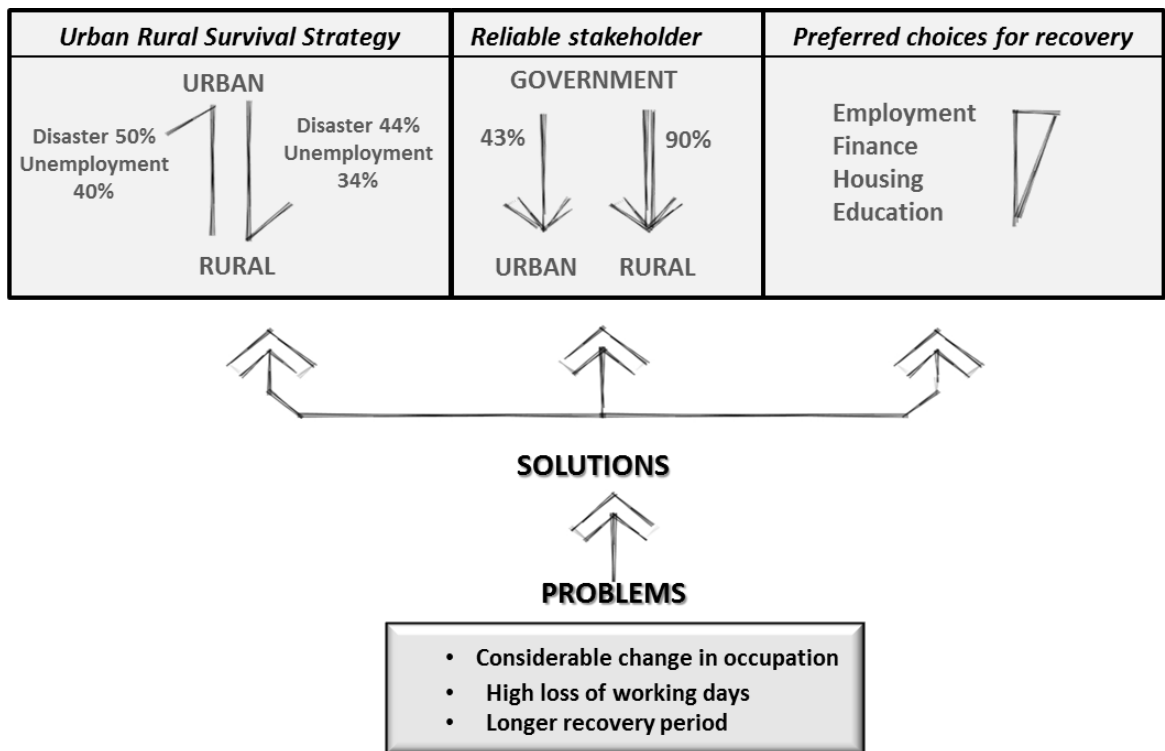 Urban Rural Survival Strategy
URBAN
Disaster 50%
Unemployment
40%
Disaster 44%
Unemployment
34%
RURAL
Reliable stakeholder
GOVERNMENT
43%
90%
URBAN
RURAL
Preferred choices for recovery
Employment
Finance
Housing
Education
SOLUTIONS
PROBLEMS
• Considerable change in occupation
• High loss of working days
• Longer recovery period